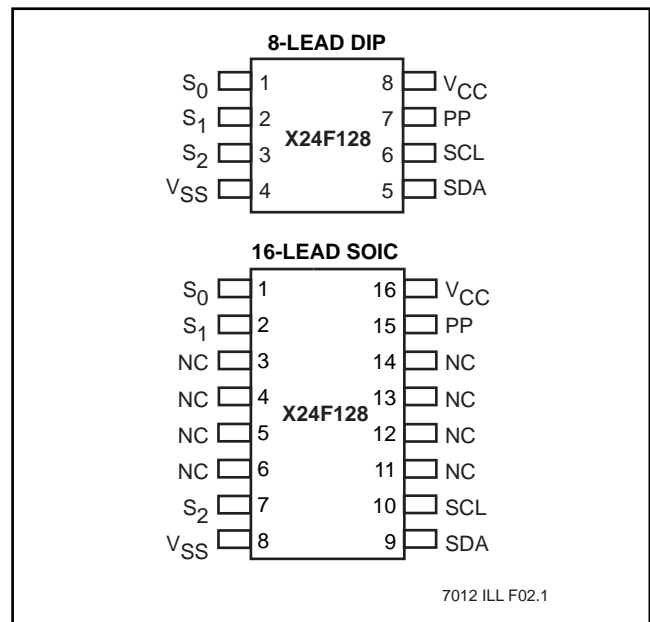 8-LEAD DIP
S0 1 8 VCC
S1 2 7 PP
X24F128
S2 3 6 SCL
VSS 4 5 SDA
16-LEAD SOIC
S0 1 16 VCC
S1 2 15 PP
NC 3 14 NC
NC 4 13 NC
X24F128
NC 5 12 NC
NC 6 11 NC
S2 7 10 SCL
VSS 8 9 SDA
7012 ILL F02.1